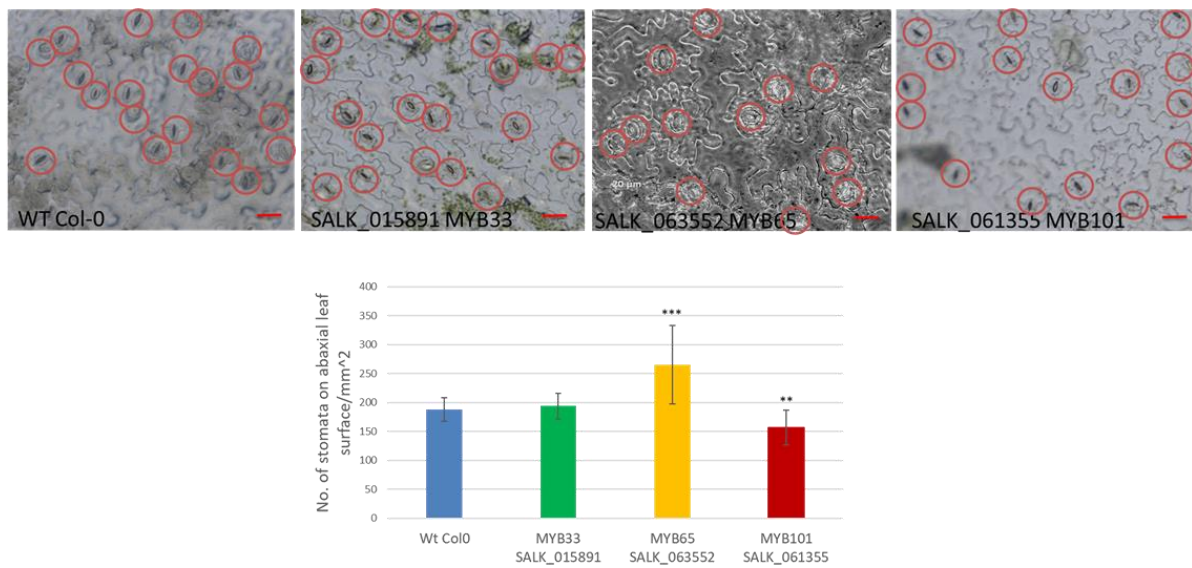 WT Col-0
SALK_015891 MYB33
20 µm
SALK_063552 MYB65
SALK_061355 MYB101
No. of stomata on abaxial leaf
surface/mm^2
400
350
300
250
200
150
100
50
0
***
**
Wt Col0
MYB33
SALK_015891
MYB65
SALK_063552
MYB101
SALK_061355